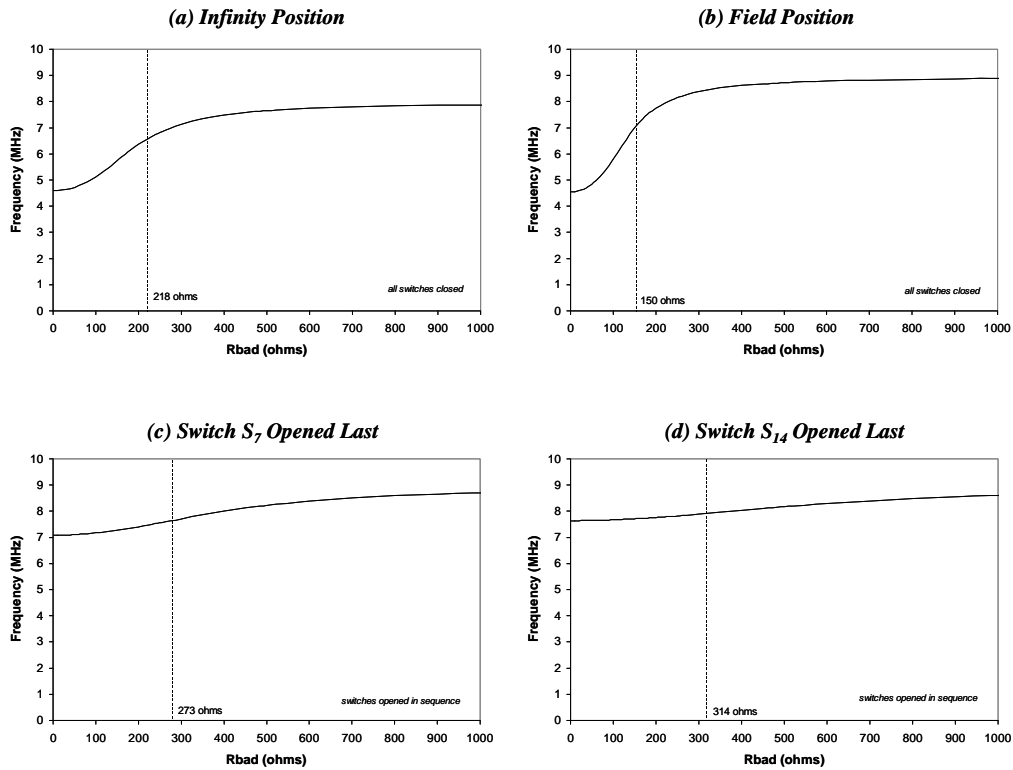 (a) Infinity Position
10
9
8
7
6
5
4
3
2
1
0
Frequency (MHz)
218 ohms
all switches closed
0 100 200 300 400 500 600 700 800 900 1000
Rbad (ohms)
(b) Field Position
10
9
8
7
6
5
4
3
2
1
0
Frequency (MHz)
150 ohms
all switches closed
0 100 200 300 400 500 600 700 800 900 1000
Rbad (ohms)
(c) Switch S7 Opened Last
10
9
8
7
6
5
4
3
2
1
0
Frequency (MHz)
273 ohms
switches opened in sequence
0 100 200 300 400 500 600 700 800 900 1000
Rbad (ohms)
(d) Switch S14 Opened Last
10
9
8
7
6
5
4
3
2
1
0
Frequency (MHz)
314 ohms
switches opened in sequence
0 100 200 300 400 500 600 700 800 900 1000
Rbad (ohms)